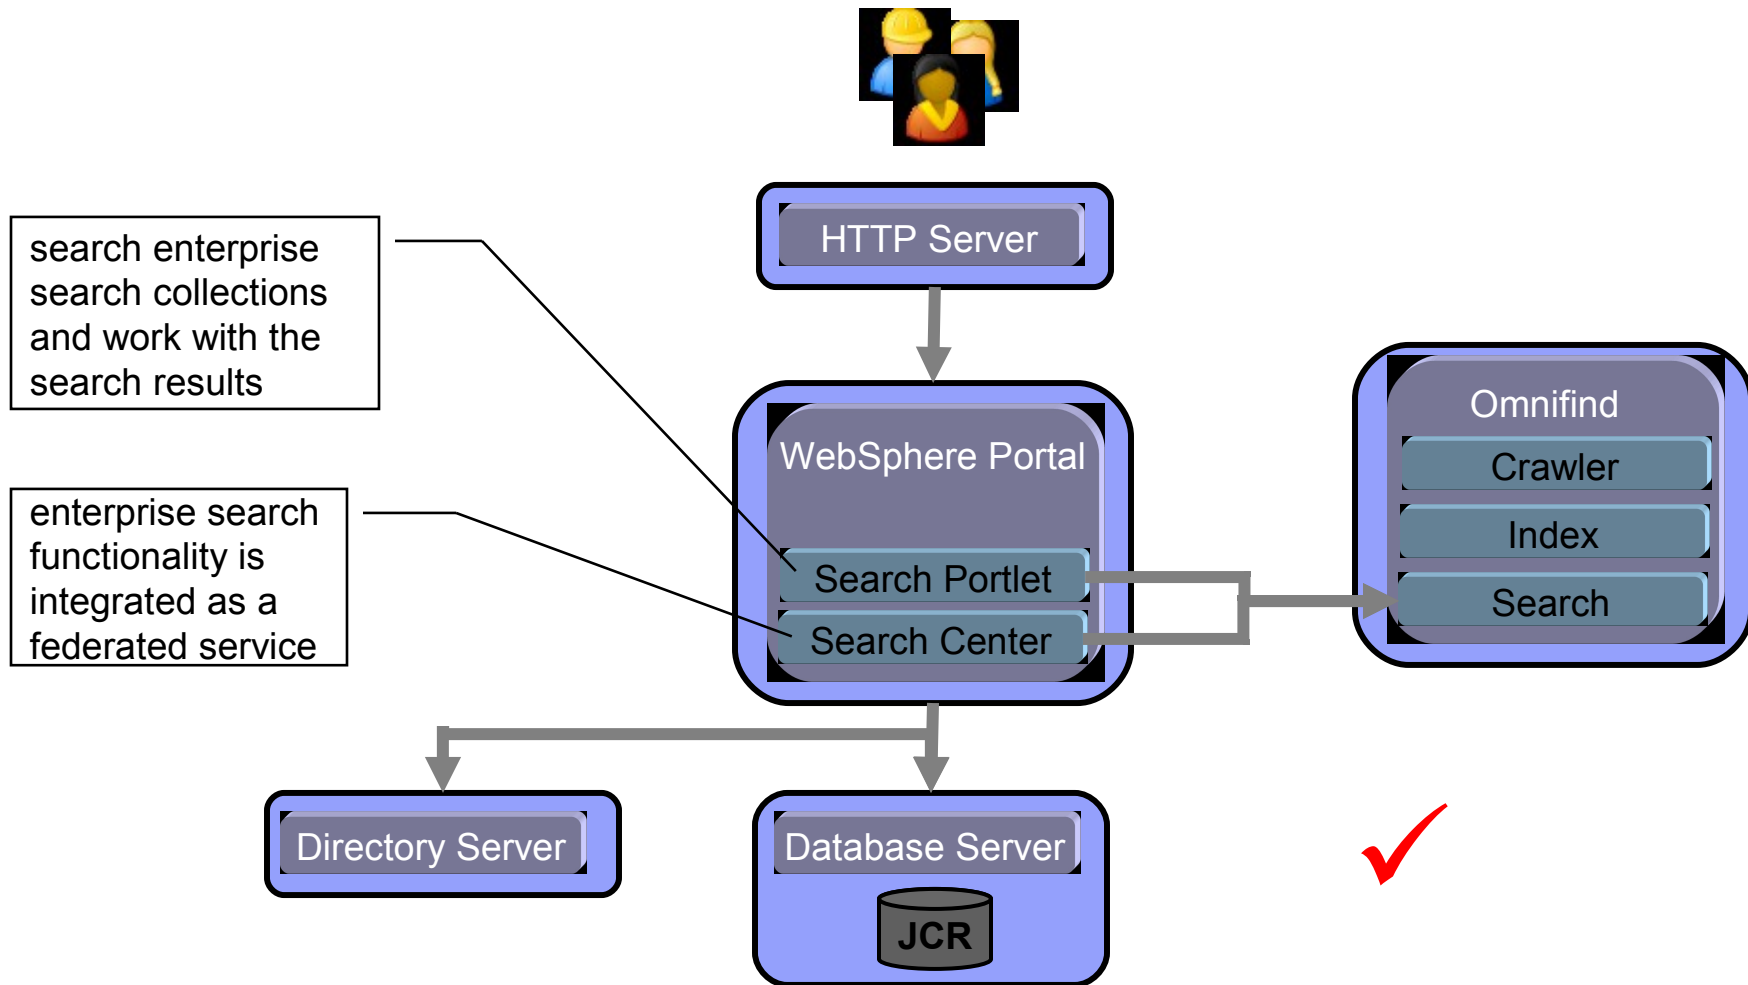 HTTP Server
search enterprise
search collections
and work with the
search results
WebSphere Portal
Search Portlet
Search Center
enterprise search
functionality is
integrated as a
federated service
Omnifind
Crawler
Index
Search
Directory Server
Database Server
JCR